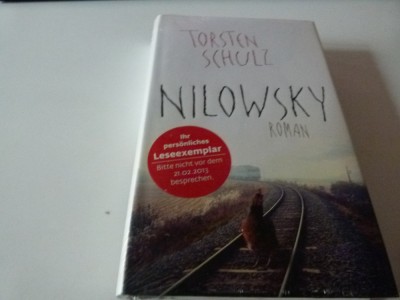 TORSTEN
SCHULZ
NILOWSKY
ROMAN
Ihr
persönliches
Leseexemplar
Bitte nicht vor dem
21.02.2013
besprechen.